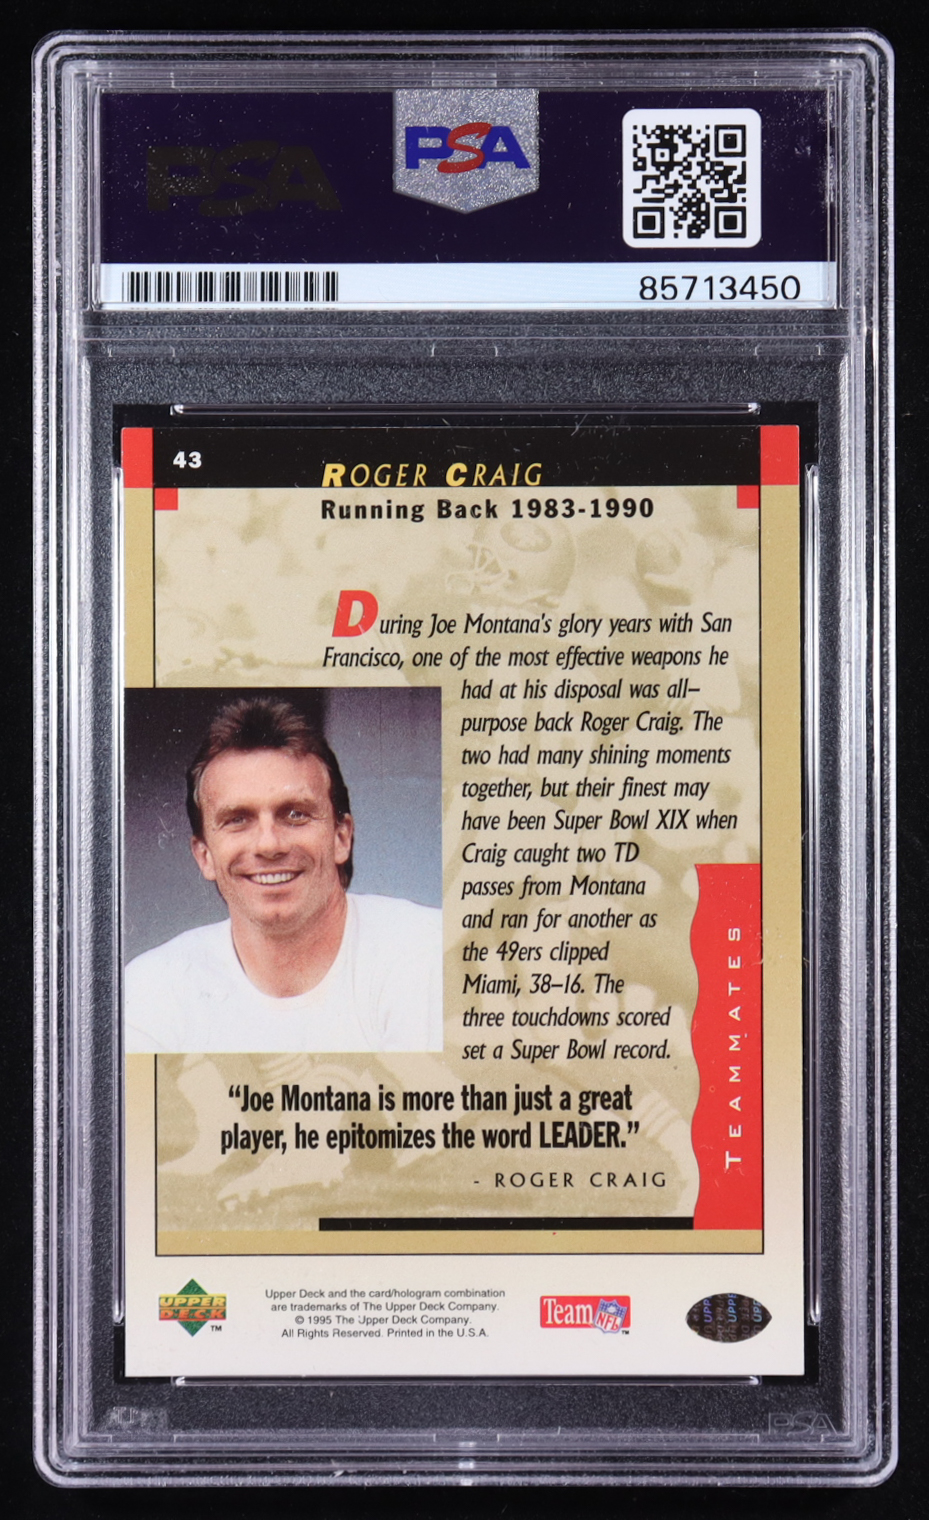 PSA
PSA
85713450
43
ROGER CRAIG
Running Back 1983-1990
During Joe Montana's glory years with San
Francisco, one of the most effective weapons he
had at his disposal was all–
purpose back Roger Craig. The
two had many shining moments
together, but their finest may
have been Super Bowl XIX when
Craig caught two TD
passes from Montana
and ran for another as
the 49ers clipped
Miami, 38–16. The
three touchdowns scored
set a Super Bowl record.
TEAMMATES
“Joe Montana is more than just a great
player, he epitomizes the word LEADER.”
- ROGER CRAIG
UPPER
DECK
TM
Upper Deck and the card/hologram combination
are trademarks of The Upper Deck Company.
© 1995 The Upper Deck Company.
All Rights Reserved. Printed in the U.S.A.
Team NFL
TM
PSA